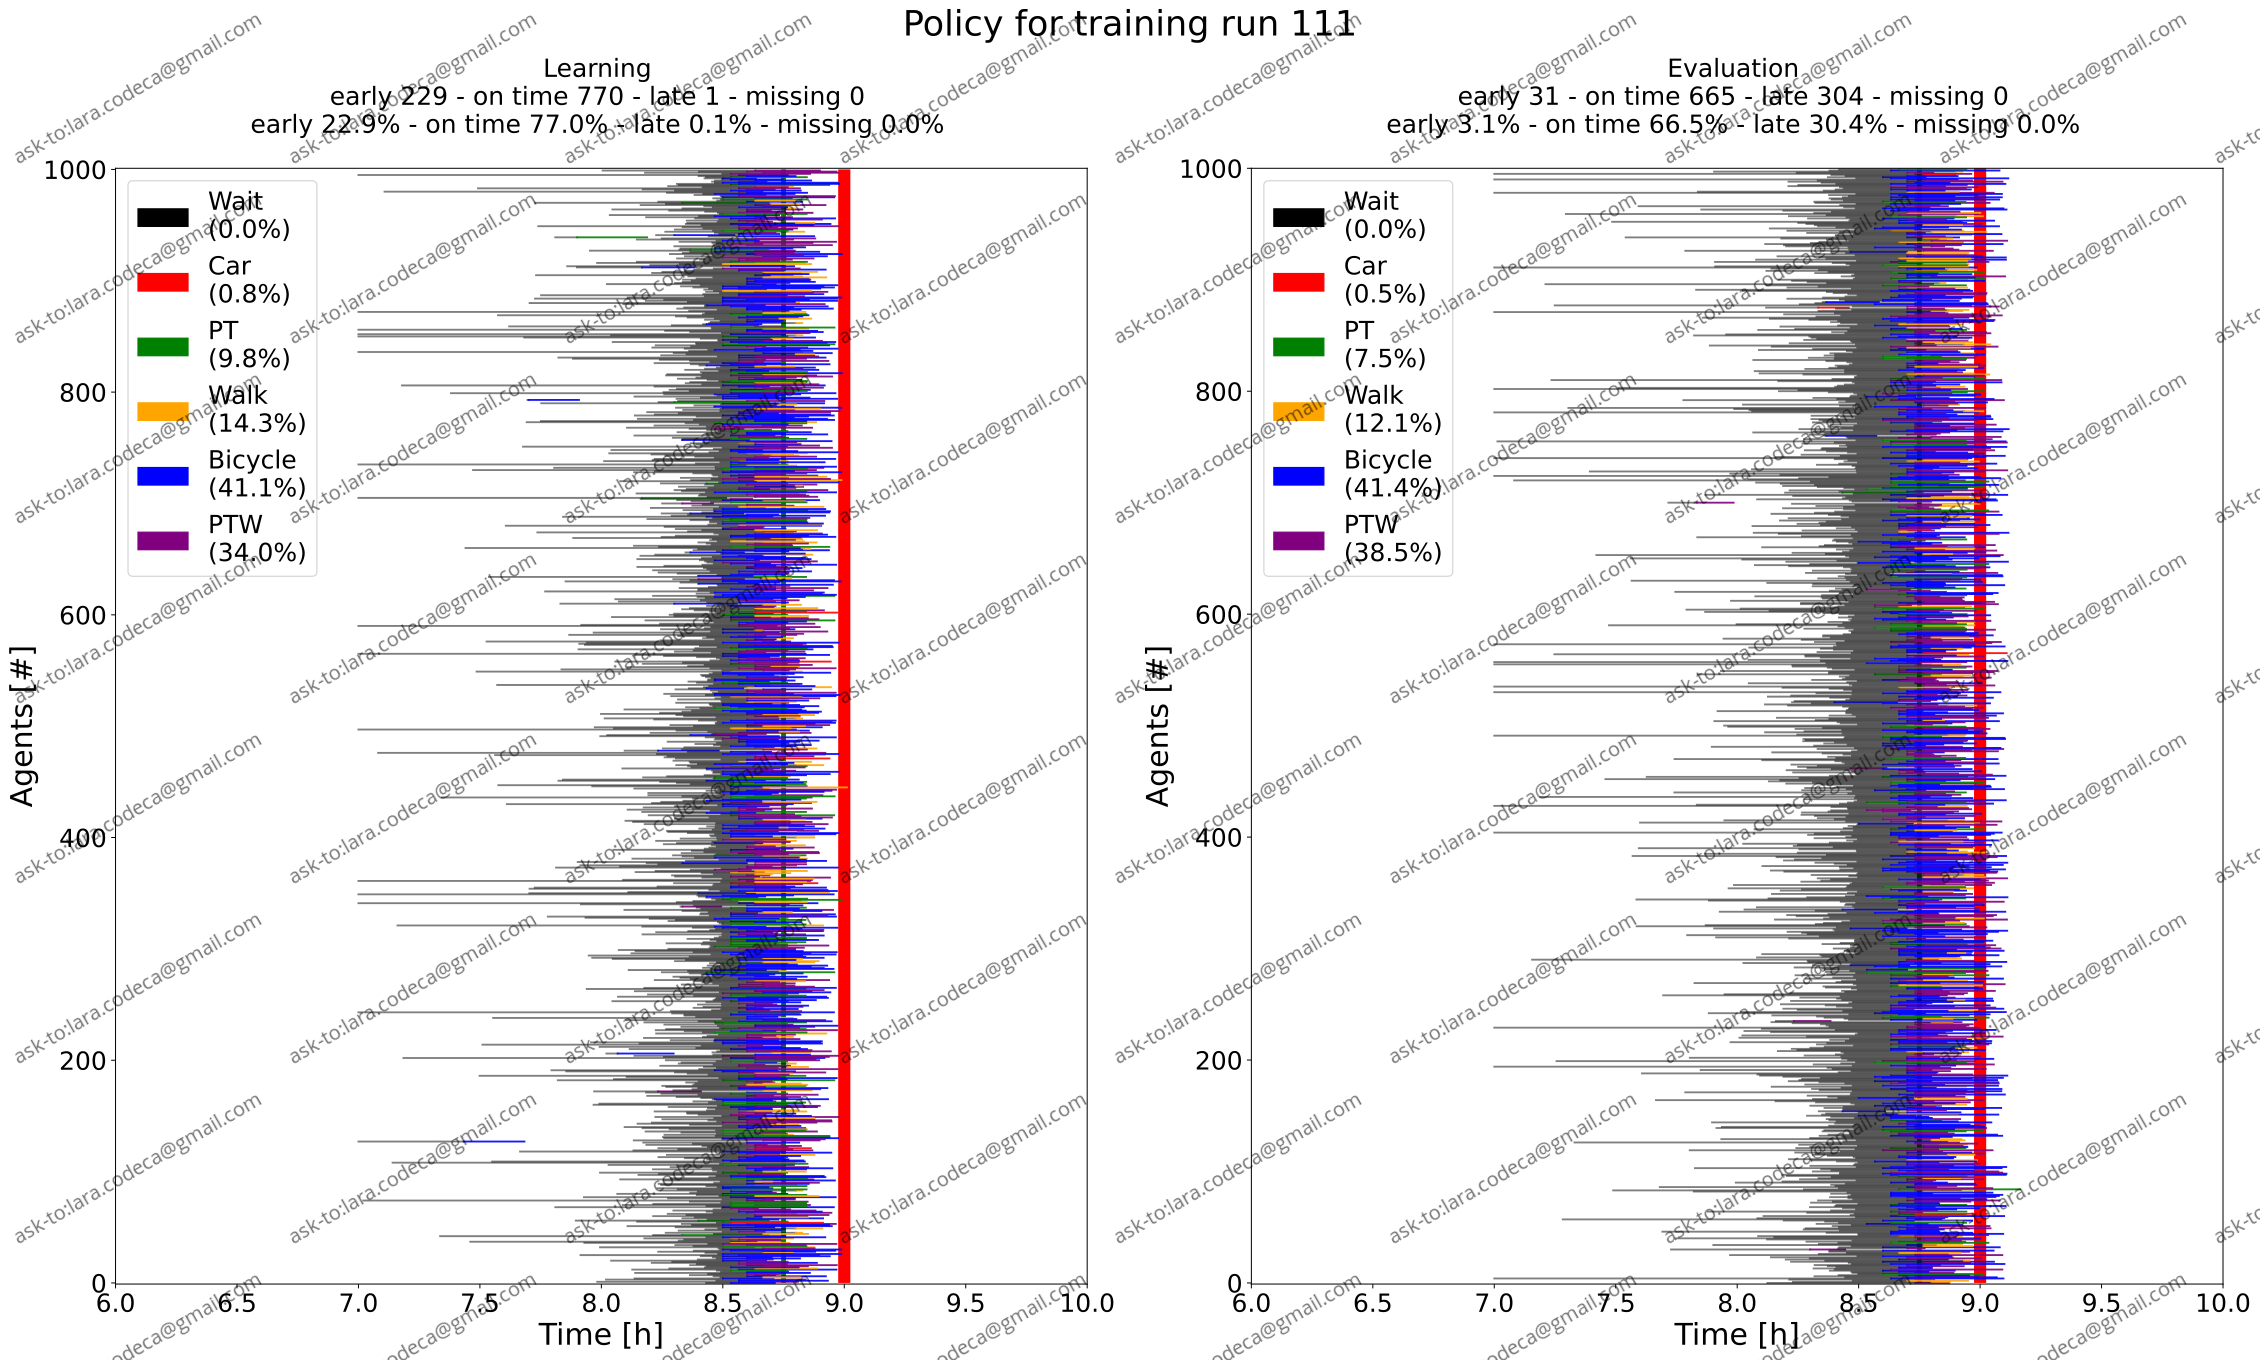 Policy for training run 111
Learning
early 229 - on time 770 - late 1 - missing 0
early 22.9% - on time 77.0% - late 0.1% - missing 0.0%
Agents [#]
1000
800
600
400
200
0
Wait
(0.0%)
Car
(0.8%)
PT
(9.8%)
Walk
(14.3%)
Bicycle
(41.1%)
PTW
(34.0%)
6.0 6.5 7.0 7.5 8.0 8.5 9.0 9.5 10.0
Time [h]
Evaluation
early 31 - on time 665 - late 304 - missing 0
early 3.1% - on time 66.5% - late 30.4% - missing 0.0%
Agents [#]
1000
800
600
400
200
0
Wait
(0.0%)
Car
(0.5%)
PT
(7.5%)
Walk
(12.1%)
Bicycle
(41.4%)
PTW
(38.5%)
6.0 6.5 7.0 7.5 8.0 8.5 9.0 9.5 10.0
Time [h]
ask-to:lara.codeca@gmail.com